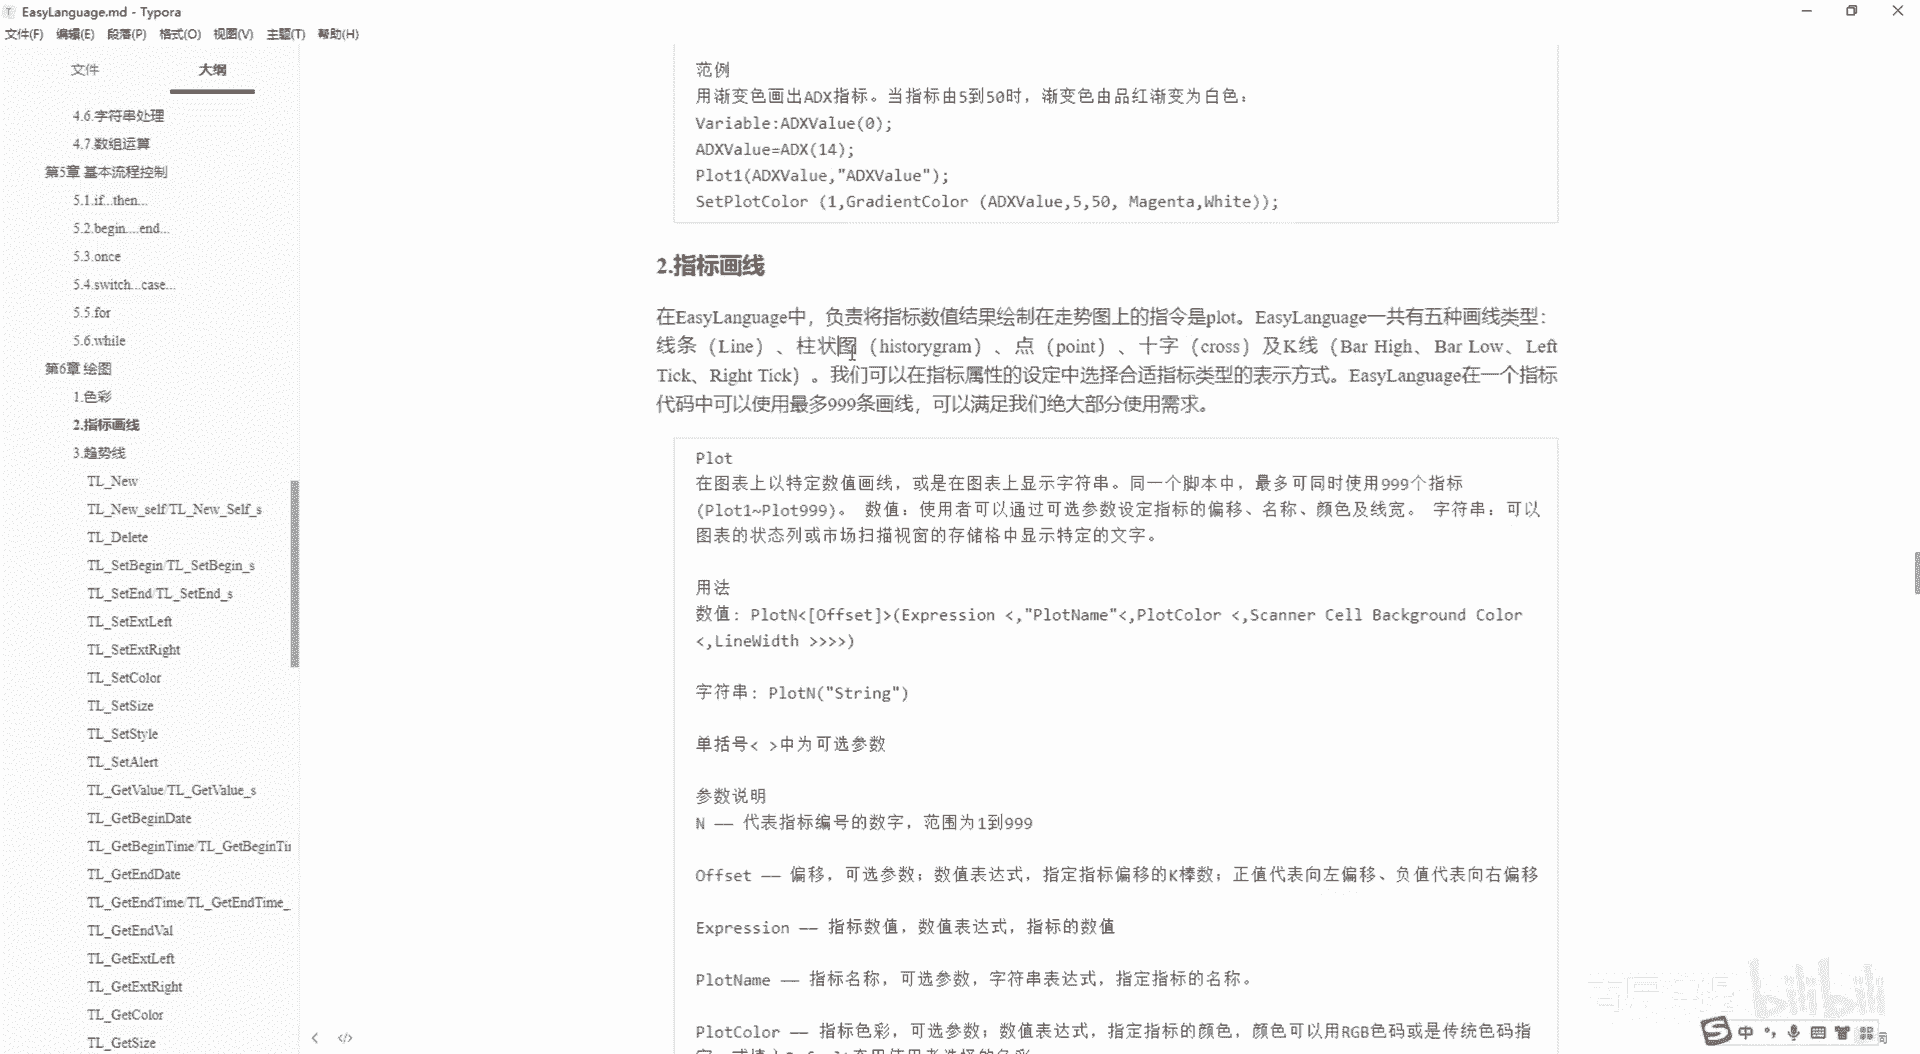 EasyLanguage.md - Typora
文件(F) 编辑(E) 段落(P) 格式(O) 视图(V) 主题(T) 帮助(H)
文件 大纲
4.6.字符串处理
4.7.数组运算
第5章 基本流程控制
5.1.if...then...
5.2.begin....end...
5.3.once
5.4.switch...case...
5.5.for
5.6.while
第6章 绘图
1.色彩
2.指标画线
3.趋势线
TL_New
TL_New_self/TL_New_Self_s
TL_Delete
TL_SetBegin/TL_SetBegin_s
TL_SetEnd/TL_SetEnd_s
TL_SetExtLeft
TL_SetExtRight
TL_SetColor
TL_SetSize
TL_SetStyle
TL_SetAlert
TL_GetValue/TL_GetValue_s
TL_GetBeginDate
TL_GetBeginTime/TL_GetBeginTi
TL_GetEndDate
TL_GetEndTime/TL_GetEndTime_
TL_GetEndVal
TL_GetExtLeft
TL_GetExtRight
TL_GetColor
TL_GetSize
范例
用渐变色画出ADX指标。当指标由5到50时，渐变色由品红渐变为白色：
Variable:ADXValue(0);
ADXValue=ADX(14);
Plot1(ADXValue,"ADXValue");
SetPlotColor (1,GradientColor (ADXValue,5,50, Magenta,White));
2.指标画线
在EasyLanguage中，负责将指标数值结果绘制在走势图上的指令是plot。EasyLanguage一共有五种画线类型：
线条（Line）、柱状图（historygram）、点（point）、十字（cross）及K线（Bar High、Bar Low、Left
Tick、Right Tick）。我们可以在指标属性的设定中选择合适指标类型的表示方式。EasyLanguage在一个指标
代码中可以使用最多999条画线，可以满足我们绝大部分使用需求。
Plot
在图表上以特定数值画线，或是在图表上显示字符串。同一个脚本中，最多可同时使用999个指标
(Plot1~Plot999)。 数值：使用者可以通过可选参数设定指标的偏移、名称、颜色及线宽。 字符串：可以
图表的状态列或市场扫描视窗的存储格中显示特定的文字。
用法
数值: PlotN<[Offset]>(Expression <,"PlotName"<,PlotColor <,Scanner Cell Background Color
<,LineWidth >>>>)
字符串: PlotN("String")
单括号< >中为可选参数
参数说明
N —— 代表指标编号的数字，范围为1到999
Offset —— 偏移，可选参数；数值表达式，指定指标偏移的K棒数；正值代表向左偏移、负值代表向右偏移
Expression —— 指标数值，数值表达式，指标的数值
PlotName —— 指标名称，可选参数，字符串表达式，指定指标的名称。
PlotColor —— 指标色彩，可选参数；数值表达式，指定指标的颜色，颜色可以用RGB色码或是传统色码指
bilibili
中